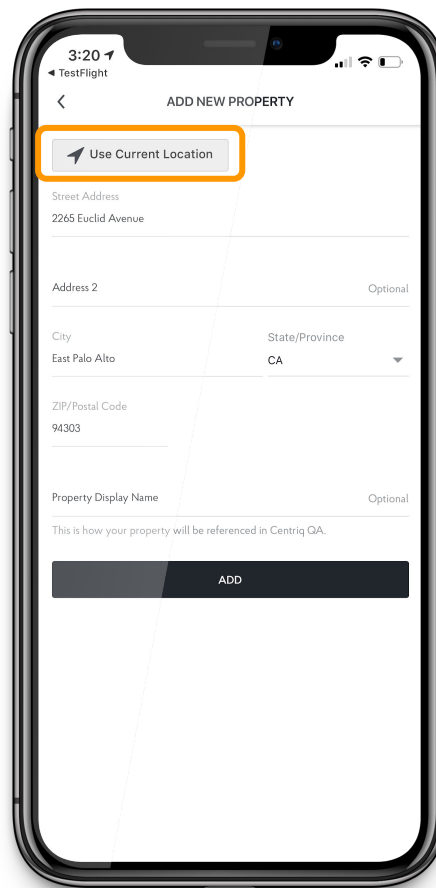 3:20
◀ TestFlight
ADD NEW PROPERTY
Use Current Location
Street Address
2265 Euclid Avenue
Address 2 Optional
City State/Province
East Palo Alto CA
ZIP/Postal Code
94303
Property Display Name Optional
This is how your property will be referenced in Centriq QA.
ADD